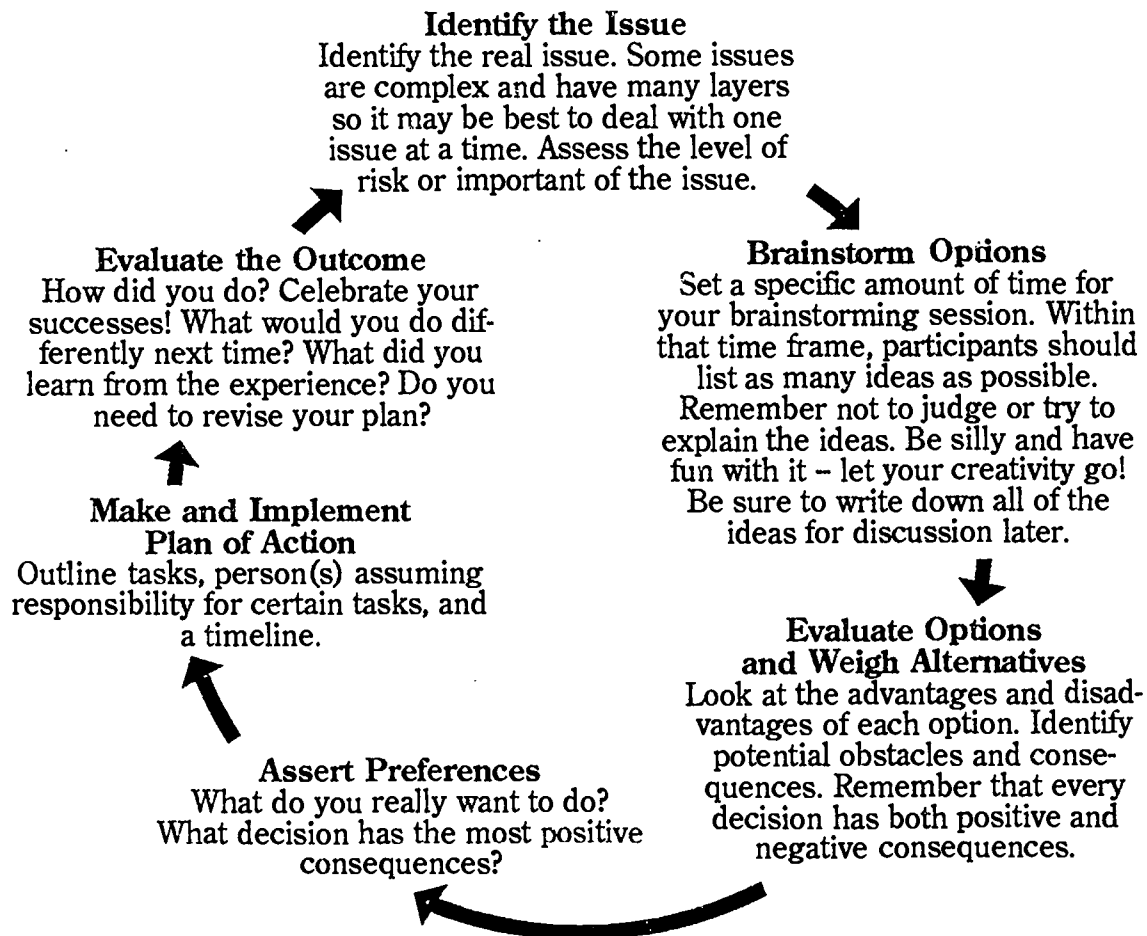 Identify the Issue
Identify the real issue. Some issues
are complex and have many layers
so it may be best to deal with one
issue at a time. Assess the level of
risk or important of the issue.
Brainstorm Options
Set a specific amount of time for
your brainstorming session. Within
that time frame, participants should
list as many ideas as possible.
Remember not to judge or try to
explain the ideas. Be silly and have
fun with it – let your creativity go!
Be sure to write down all of the
ideas for discussion later.
Evaluate Options
and Weigh Alternatives
Look at the advantages and disad-
vantages of each option. Identify
potential obstacles and conse-
quences. Remember that every
decision has both positive and
negative consequences.
Assert Preferences
What do you really want to do?
What decision has the most positive
consequences?
Make and Implement
Plan of Action
Outline tasks, person(s) assuming
responsibility for certain tasks, and
a timeline.
Evaluate the Outcome
How did you do? Celebrate your
successes! What would you do dif-
ferently next time? What did you
learn from the experience? Do you
need to revise your plan?